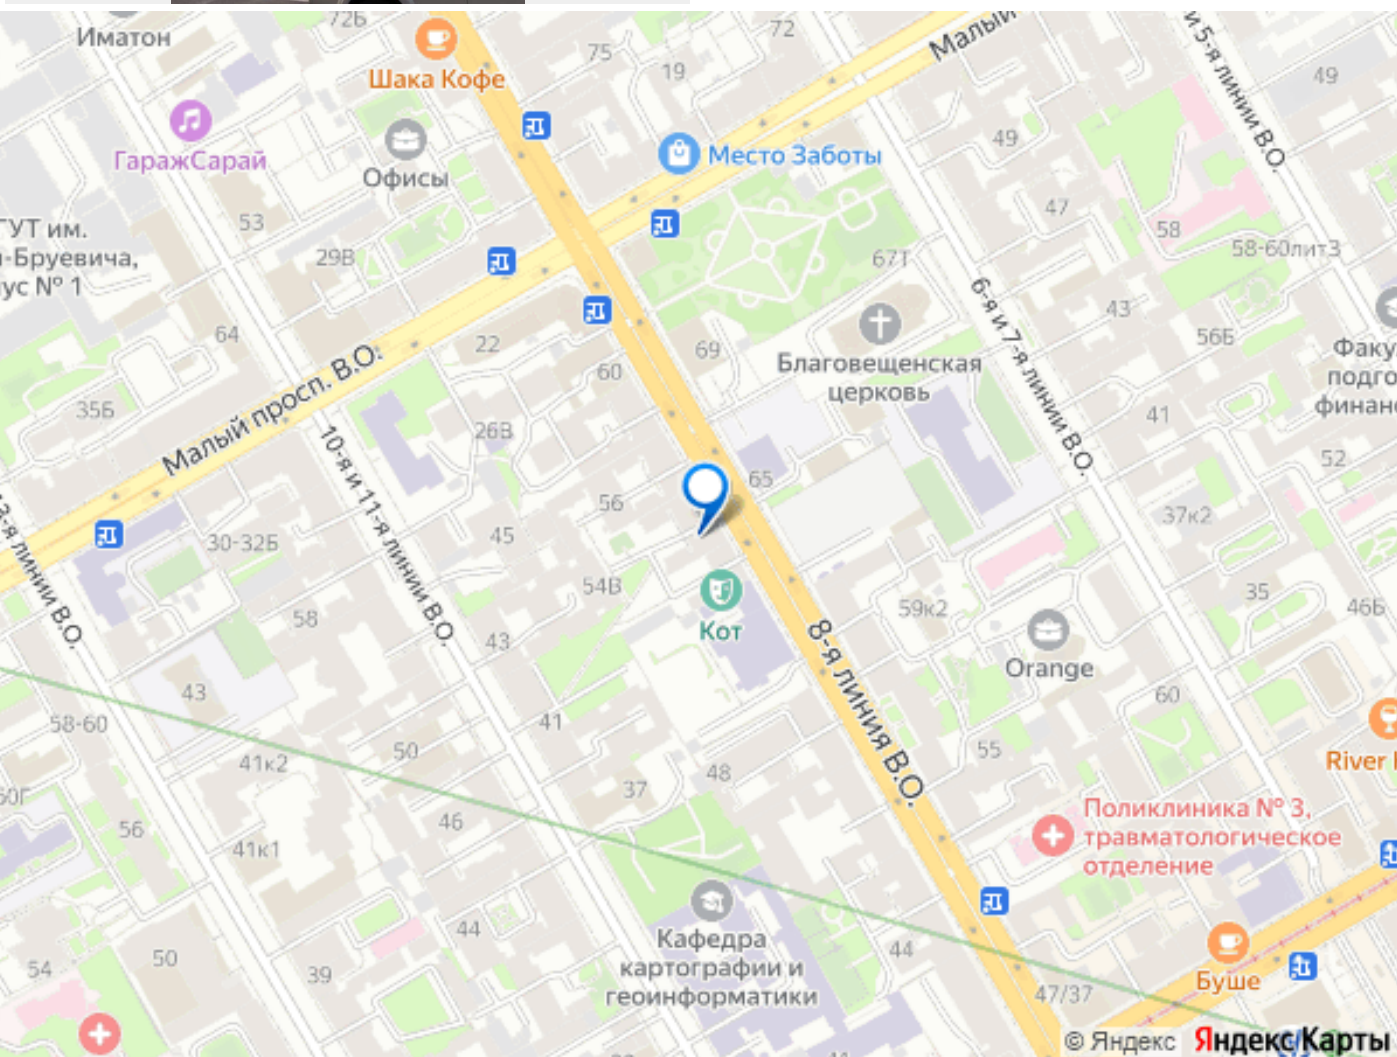 72Б
Иматон
Шака Кофе
75
72
19
Малый
и 5-я линии В.О.
49
ГаражСарай
Офисы
Место Заботы
49
53
29В
47
58
58-60лит3
67Т
ГУТ им.
-Бруевича,
ус № 1
64
22
60
69
Благовещенская
церковь
6-я и 7-я линии В.О.
43
56Б
Факу
подго
финан
35Б
Малый просп. В.О.
10-я и 11-я линии В.О.
26В
41
52
65
56
37к2
30-32Б
45
54В
-я линии В.О.
58
Кот
59к2
35
46Б
43
Orange
8-я линия В.О.
43
60
58-60
41
55
41к2
50
48
37
River
60Г
56
46
41к1
Поликлиника № 3,
травматологическое
отделение
44
54
50
39
Кафедра
картографии и
геоинформатики
44
Буше
47/37
© Яндекс Яндекс Карты